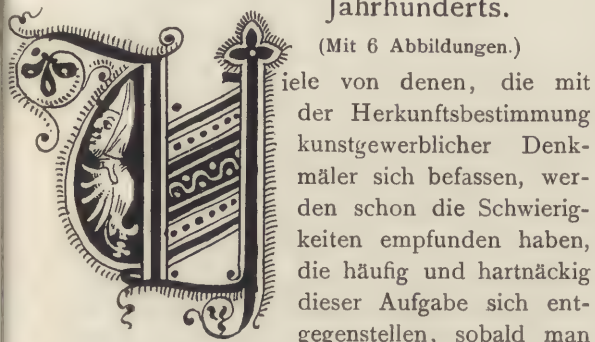 Jahrhunderts.
(Mit 6 Abbildungen.)
Viele von denen, die mit
der Herkunftsbestimmung
kunstgewerblicher Denk-
mäler sich befassen, wer-
den schon die Schwierig-
keiten empfunden haben,
die häufig und hartnäckig
dieser Aufgabe sich ent-
gegenstellen, sobald man